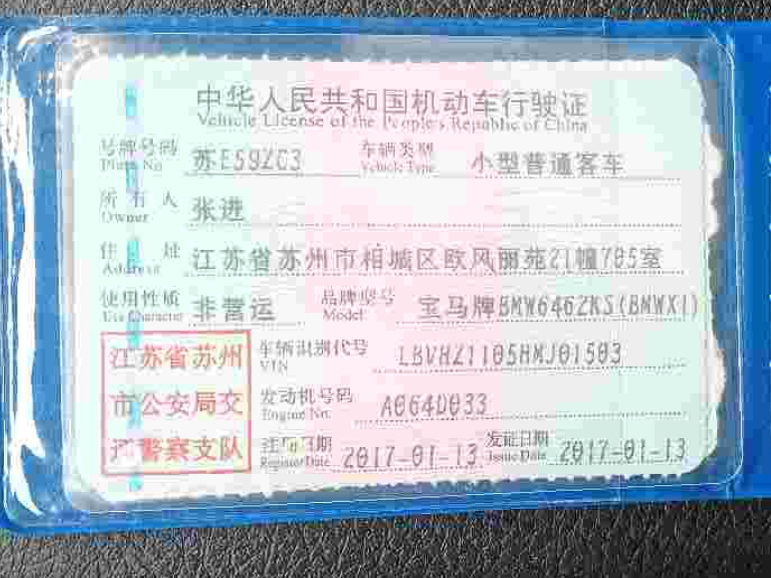 中华人民共和国机动车行驶证
Vehicle License of the People's Republic of China
号牌号码 苏E59ZC3 车辆类型 小型普通客车
Plate No Vehicle Type
所有人 张进
Owner
住址 江苏省苏州市相城区欧风丽苑21幢705室
Address
使用性质 非营运 品牌型号 宝马牌BMW6462KS(BMWX1)
Use Character Model
江苏省苏州 车辆识别代号 LBVHZ1105HMJ01503
VIN
市公安局交 发动机号码 A064D033
Engine No.
警察支队 注册日期 2017-01-13 发证日期 2017-01-13
Register Date Issue Date